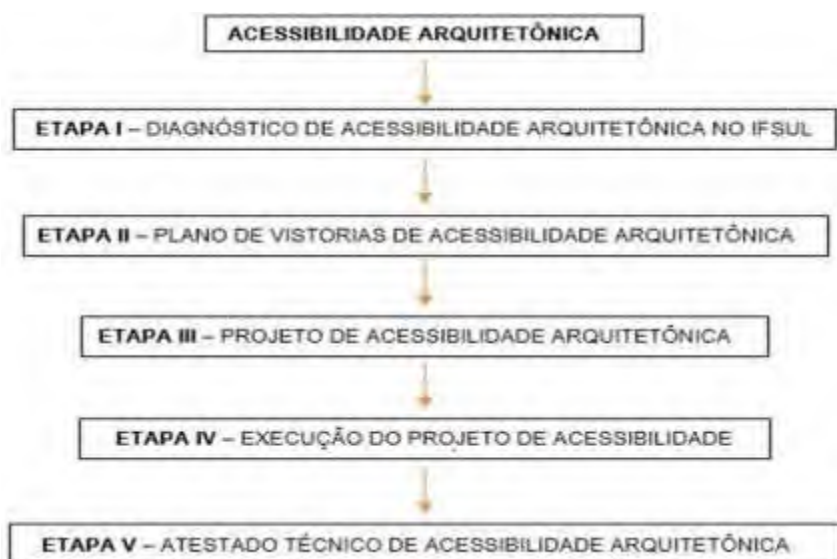 ACESSIBILIDADE ARQUITETÔNICA
ETAPA I – DIAGNÓSTICO DE ACESSIBILIDADE ARQUITETÔNICA NO IFSUL
ETAPA II – PLANO DE VISTORIAS DE ACESSIBILIDADE ARQUITETÔNICA
ETAPA III – PROJETO DE ACESSIBILIDADE ARQUITETÔNICA
ETAPA IV – EXECUÇÃO DO PROJETO DE ACESSIBILIDADE
ETAPA V – ATESTADO TÉCNICO DE ACESSIBILIDADE ARQUITETÔNICA